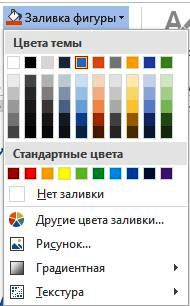 Заливка фигуры
Цвета темы
Стандартные цвета
Нет заливки
Другие цвета заливки...
Рисунок...
Градиентная
Текстура